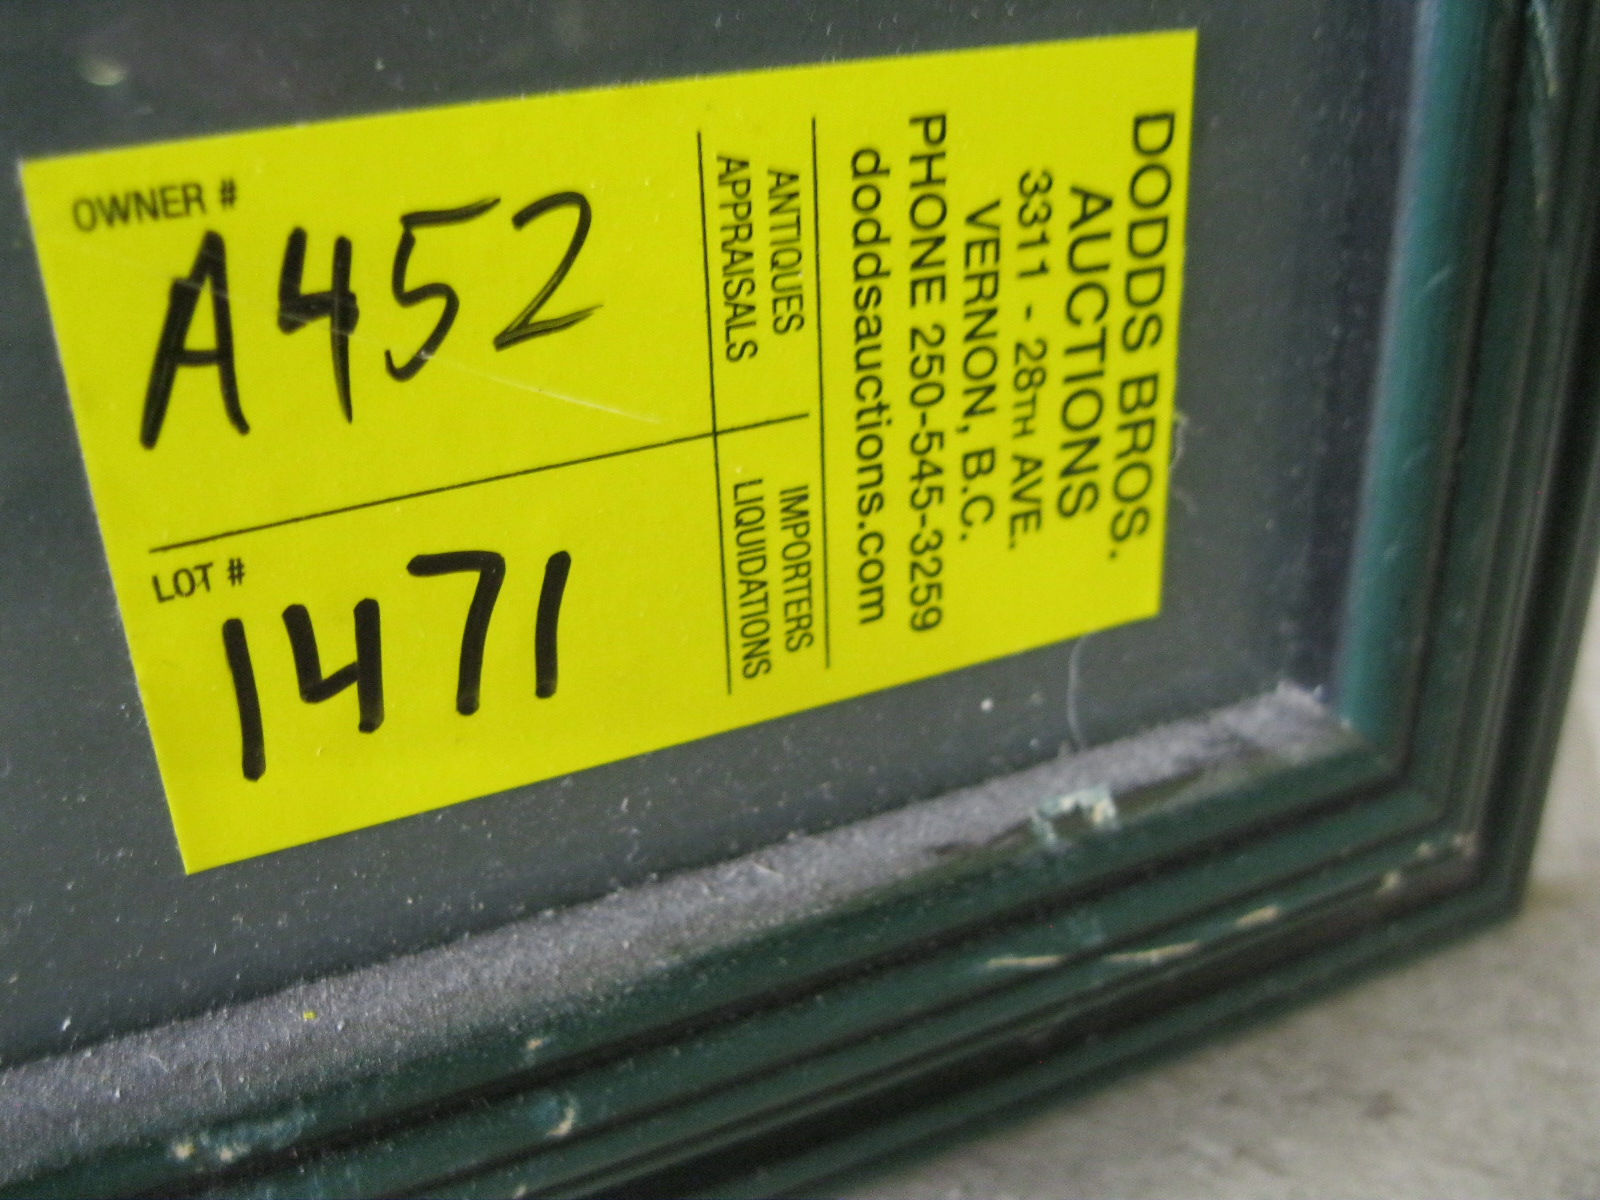 DODDS BROS.
AUCTIONS
3311 - 28TH AVE.
VERNON, B.C.
PHONE 250-545-3259
doddsauctions.com
ANTIQUES
APPRAISALS
IMPORTERS
LIQUIDATIONS
OWNER #
A452
LOT #
1471